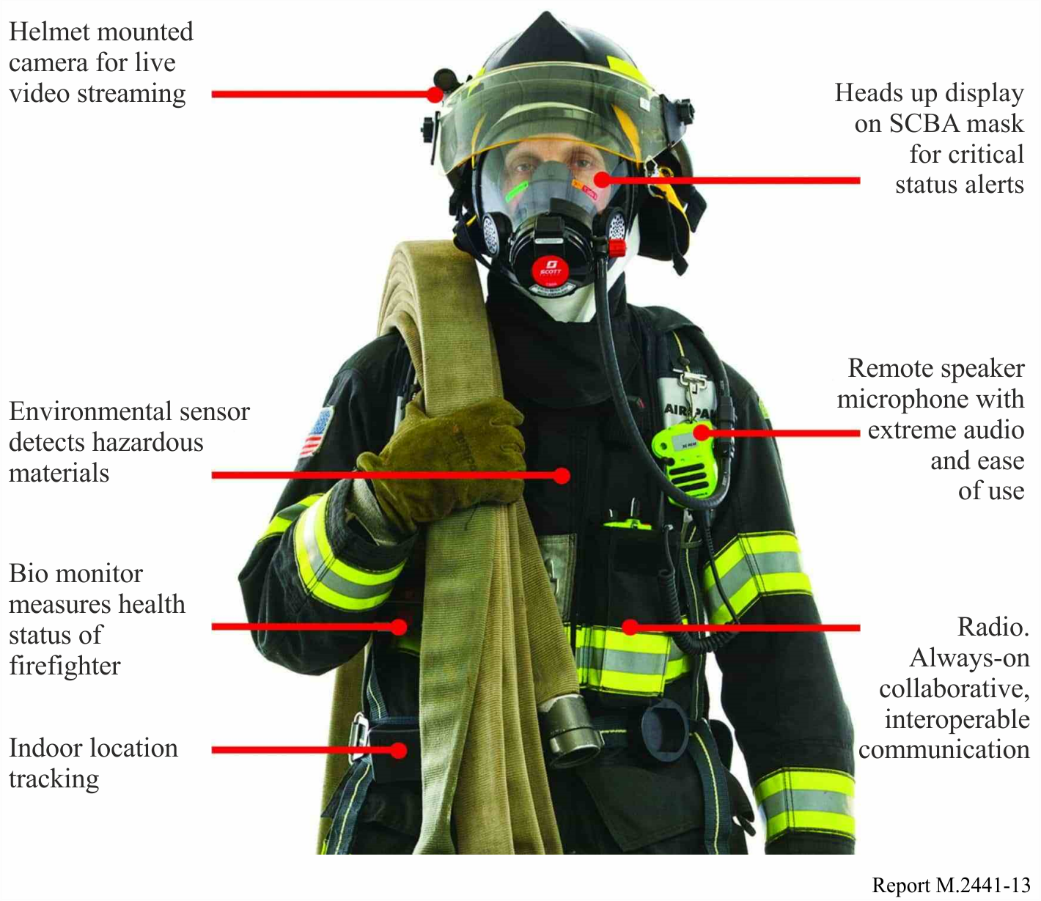 Helmet mounted
camera for live
video streaming
Heads up display
on SCBA mask
for critical
status alerts
SCOTT
AIR-PAK
Environmental sensor
detects hazardous
materials
Remote speaker
microphone with
extreme audio
and ease
of use
Bio monitor
measures health
status of
firefighter
Radio.
Always-on
collaborative,
interoperable
communication
Indoor location
tracking
Report M.2441-13